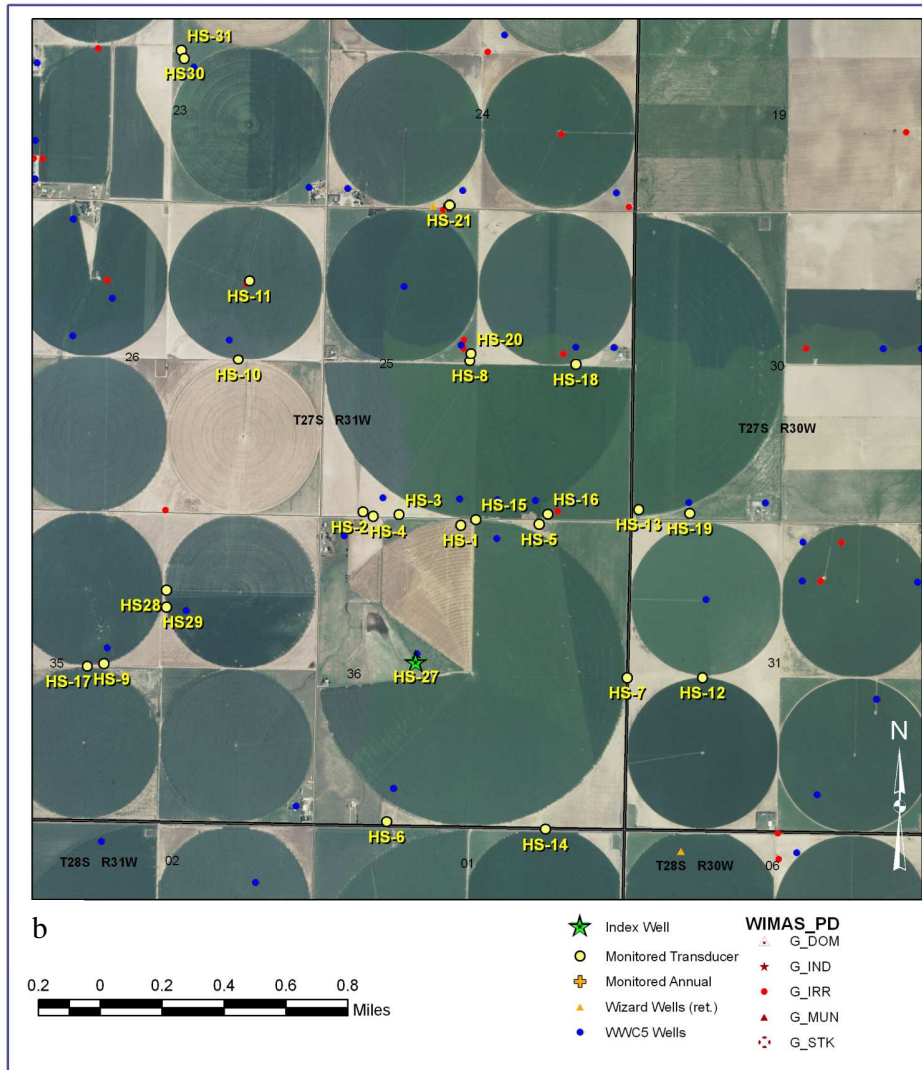 HS-31
HS30
23
24
19
HS-21
HS-11
HS-20
26
25
HS-10
HS-8
HS-18
30
T27S R31W
T27S R30W
HS-3
HS-15
HS-16
HS-2
HS-4
HS-1
HS-5
HS-13
HS-19
HS28
HS29
35
HS-17
HS-9
36
HS-27
HS-7
HS-12
31
N
HS-6
HS-14
T28S R31W
02
01
T28S R30W
06
b
0.2 0 0.2 0.4 0.6 0.8
Miles
Index Well
Monitored Transducer
Monitored Annual
Wizard Wells (ret.)
WWC5 Wells
WIMAS_PD
G_DOM
G_IND
G_IRR
G_MUN
G_STK